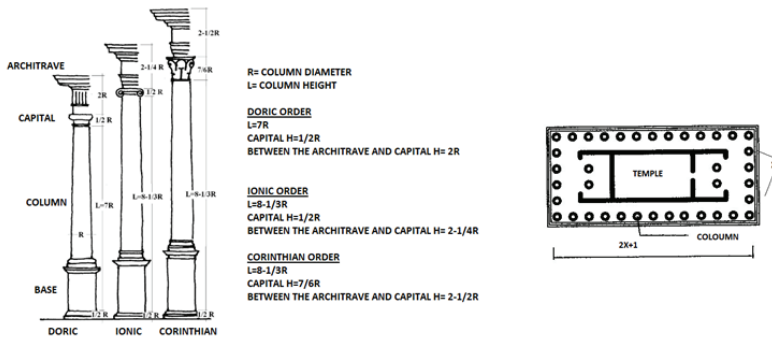 2-1/2R
ARCHITRAVE
2-1/4 R
7/6R
2R
1/2 R
CAPITAL
1/2 R
COLUMN
L=7R
L=8-1/3R
L=8-1/3R
R
BASE
1/2 R
1/2 R
1/2 R
DORIC
IONIC
CORINTHIAN
R= COLUMN DIAMETER
L= COLUMN HEIGHT
DORIC ORDER
L=7R
CAPITAL H=1/2R
BETWEEN THE ARCHITRAVE AND CAPITAL H= 2R
IONIC ORDER
L=8-1/3R
CAPITAL H=1/2R
BETWEEN THE ARCHITRAVE AND CAPITAL H= 2-1/4R
CORINTHIAN ORDER
L=8-1/3R
CAPITAL H=7/6R
BETWEEN THE ARCHITRAVE AND CAPITAL H= 2-1/2R
TEMPLE
COLOUMN
2X+1